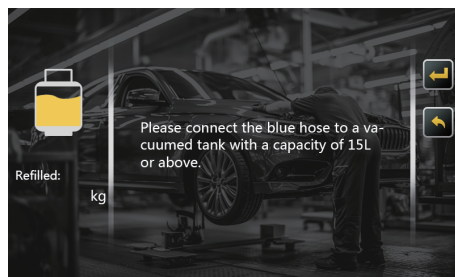 Please connect the blue hose to a va-
cuumed tank with a capacity of 15L
or above.
Refilled:
kg